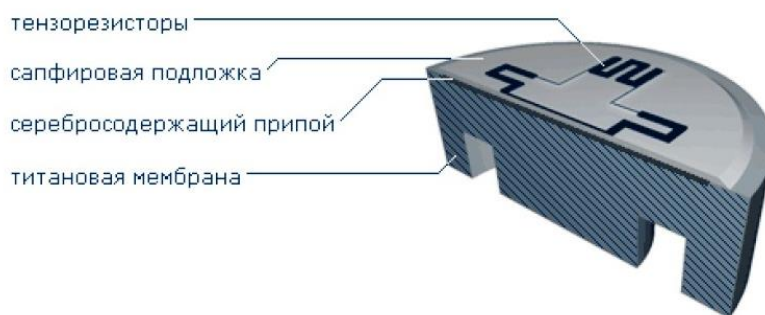 тензорезисторы
сапфировая подложка
серебросодержащий припой
титановая мембрана